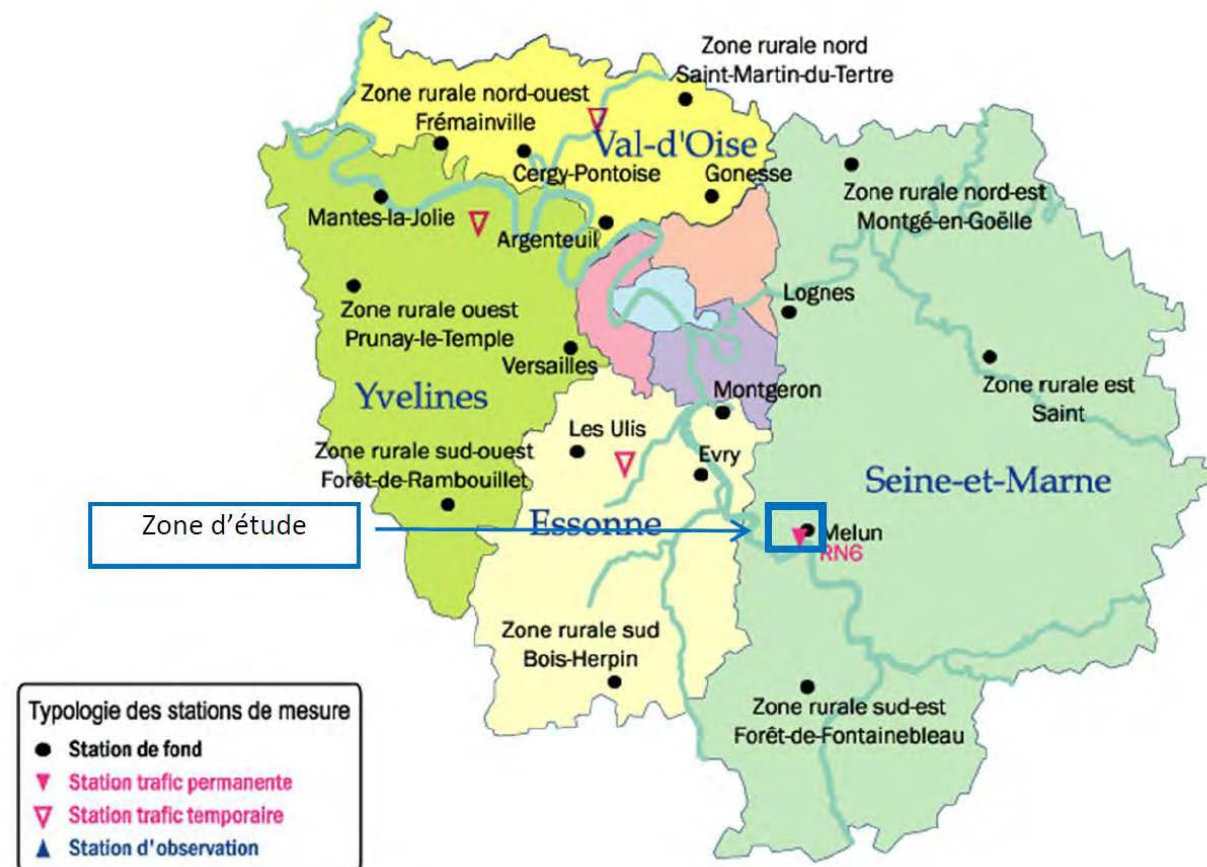 Zone rurale nord
Saint-Martin-du-Tertre
Zone rurale nord-ouest
Frémainville
Val-d'Oise
Cergy-Pontoise
Gonesse
Zone rurale nord-est
Montgé-en-Goëlle
Mantes-la-Jolie
Argenteuil
Lognes
Zone rurale ouest
Prunay-le-Temple
Versailles
Zone rurale est
Saint
Yvelines
Montgeron
Les Ulis
Evry
Zone rurale sud-ouest
Forêt-de-Rambouillet
Seine-et-Marne
Zone d'étude
Essonne
Melun
RN6
Zone rurale sud
Bois-Herpin
Zone rurale sud-est
Forêt-de-Fontainebleau
Typologie des stations de mesure
Station de fond
Station trafic permanente
Station trafic temporaire
Station d'observation